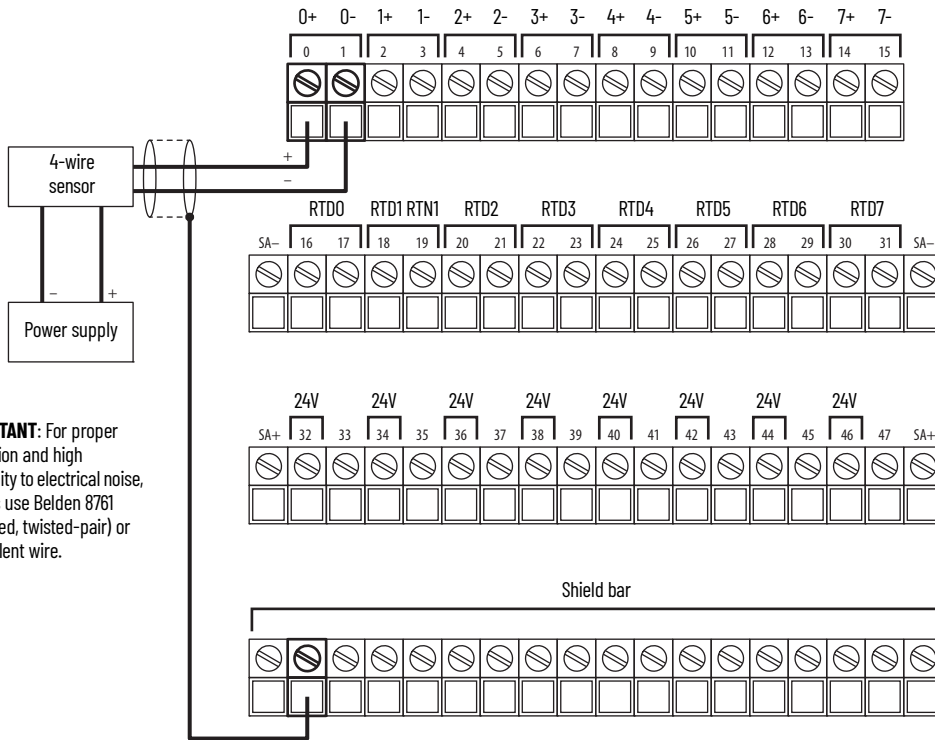 0+ 0- 1+ 1- 2+ 2- 3+ 3- 4+ 4- 5+ 5- 6+ 6- 7+ 7-
0 1 2 3 4 5 6 7 8 9 10 11 12 13 14 15
4-wire
sensor
+
–
RTD0 RTD1 RTN1 RTD2 RTD3 RTD4 RTD5 RTD6 RTD7
SA– 16 17 18 19 20 21 22 23 24 25 26 27 28 29 30 31 SA–
– +
Power supply
24V 24V 24V 24V 24V 24V 24V 24V
SA+ 32 33 34 35 36 37 38 39 40 41 42 43 44 45 46 47 SA+
TANT: For proper
ion and high
ity to electrical noise,
use Belden 8761
ed, twisted-pair) or
lent wire.
Shield bar